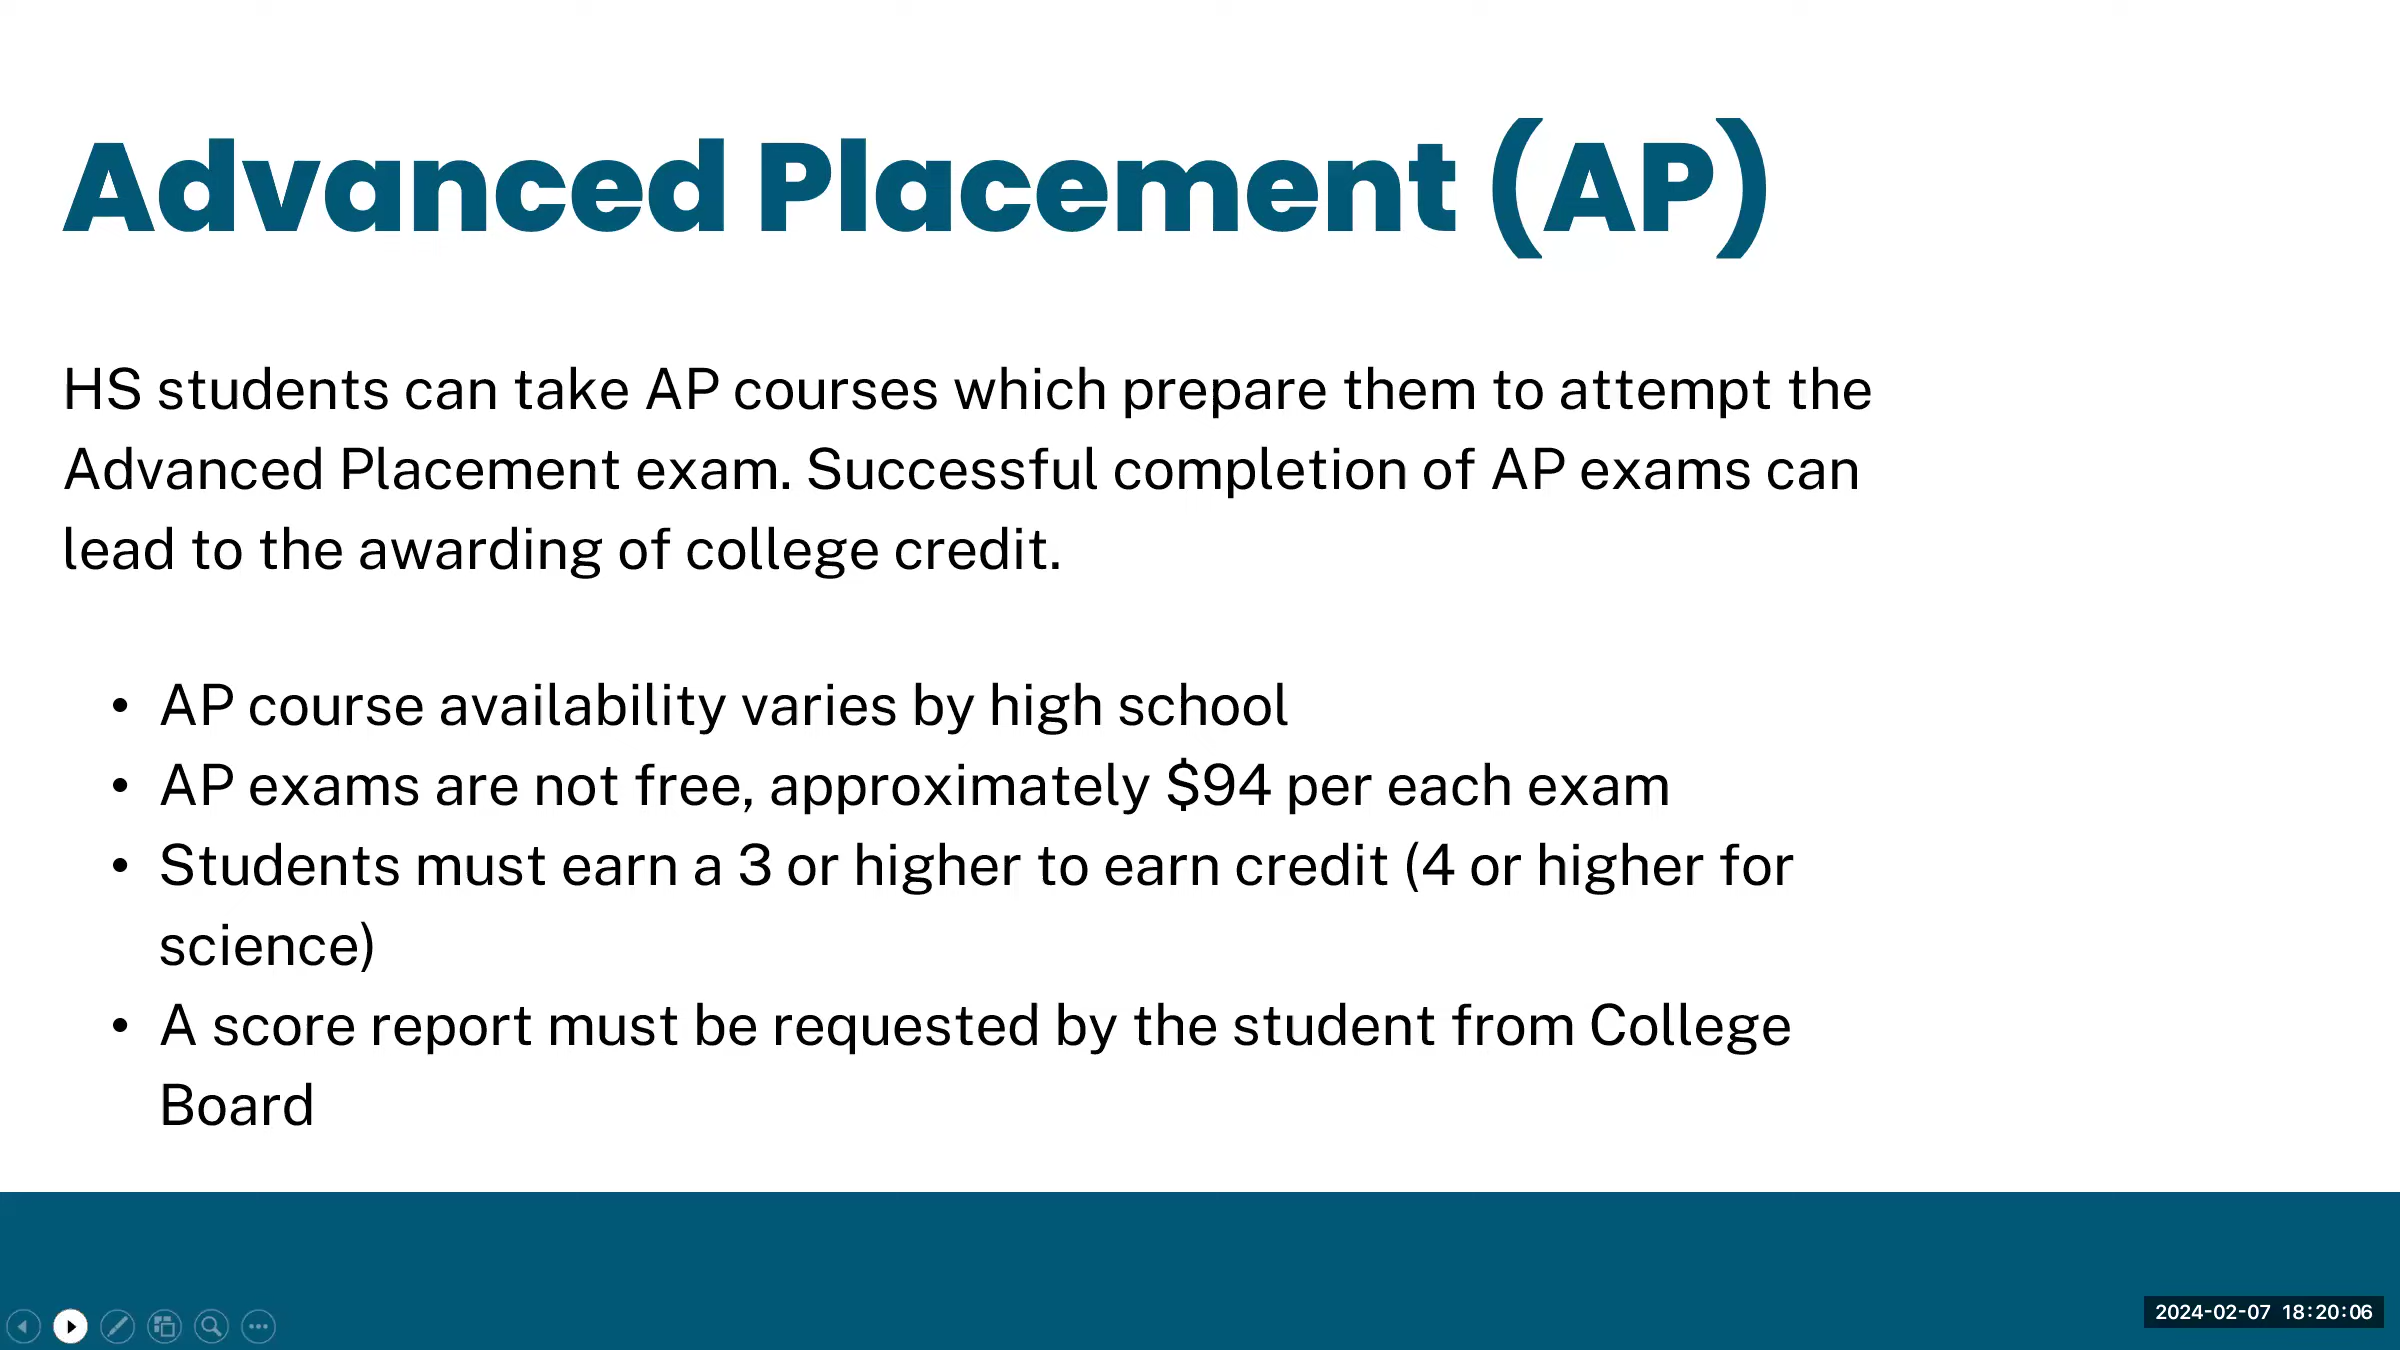 Advanced Placement (AP)
HS students can take AP courses which prepare them to attempt the
Advanced Placement exam. Successful completion of AP exams can
lead to the awarding of college credit.
• AP course availability varies by high school
• AP exams are not free, approximately $94 per each exam
• Students must earn a 3 or higher to earn credit (4 or higher for
science)
• A score report must be requested by the student from College
Board
2024-02-07 18:20:06